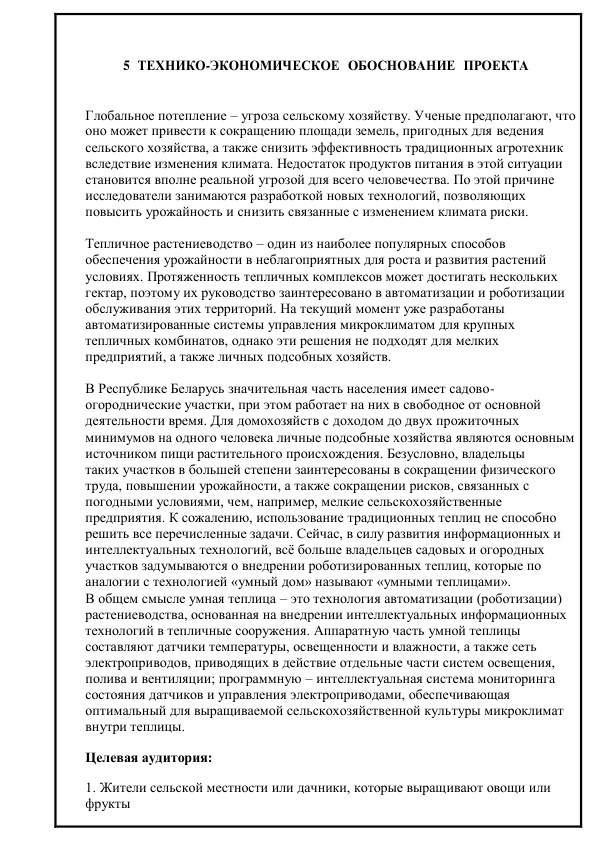 5 ТЕХНИКО-ЭКОНОМИЧЕСКОЕ ОБОСНОВАНИЕ ПРОЕКТА
Глобальное потепление – угроза сельскому хозяйству. Ученые предполагают, что
оно может привести к сокращению площади земель, пригодных для ведения
сельского хозяйства, а также снизить эффективность традиционных агротехник
вследствие изменения климата. Недостаток продуктов питания в этой ситуации
становится вполне реальной угрозой для всего человечества. По этой причине
исследователи занимаются разработкой новых технологий, позволяющих
повысить урожайность и снизить связанные с изменением климата риски.
Тепличное растениеводство – один из наиболее популярных способов
обеспечения урожайности в неблагоприятных для роста и развития растений
условиях. Протяженность тепличных комплексов может достигать нескольких
гектар, поэтому их руководство заинтересовано в автоматизации и роботизации
обслуживания этих территорий. На текущий момент уже разработаны
автоматизированные системы управления микроклиматом для крупных
тепличных комбинатов, однако эти решения не подходят для мелких
предприятий, а также личных подсобных хозяйств.
В Республике Беларусь значительная часть населения имеет садово-
огороднические участки, при этом работает на них в свободное от основной
деятельности время. Для домохозяйств с доходом до двух прожиточных
минимумов на одного человека личные подсобные хозяйства являются основным
источником пищи растительного происхождения. Безусловно, владельцы
таких участков в большей степени заинтересованы в сокращении физического
труда, повышении урожайности, а также сокращении рисков, связанных с
погодными условиями, чем, например, мелкие сельскохозяйственные
предприятия. К сожалению, использование традиционных теплиц не способно
решить все перечисленные задачи. Сейчас, в силу развития информационных и
интеллектуальных технологий, всё больше владельцев садовых и огородных
участков задумываются о внедрении роботизированных теплиц, которые по
аналогии с технологией «умный дом» называют «умными теплицами».
В общем смысле умная теплица – это технология автоматизации (роботизации)
растениеводства, основанная на внедрении интеллектуальных информационных
технологий в тепличные сооружения. Аппаратную часть умной теплицы
составляют датчики температуры, освещенности и влажности, а также сеть
электроприводов, приводящих в действие отдельные части систем освещения,
полива и вентиляции; программную – интеллектуальная система мониторинга
состояния датчиков и управления электроприводами, обеспечивающая
оптимальный для выращиваемой сельскохозяйственной культуры микроклимат
внутри теплицы.
Целевая аудитория:
1. Жители сельской местности или дачники, которые выращивают овощи или
фрукты